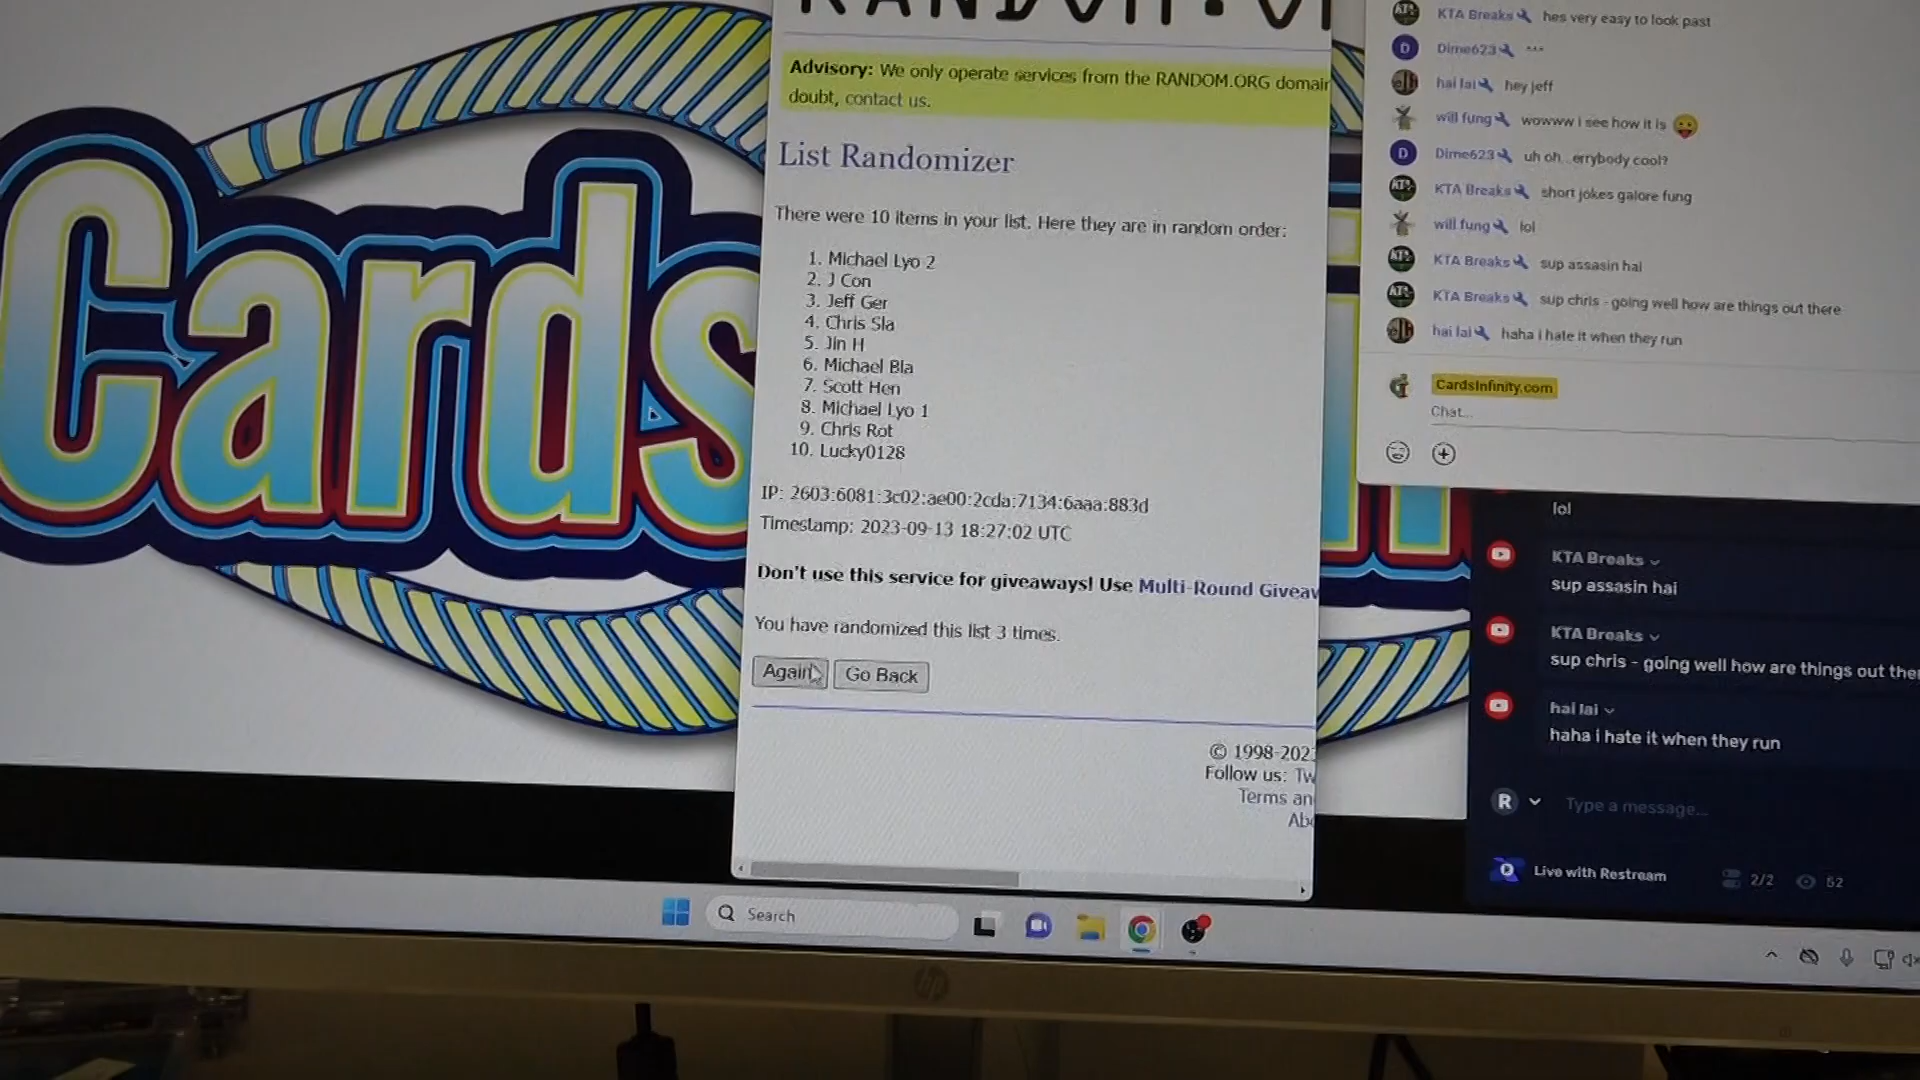 Cards
RANDOM.O
Advisory: We only operate services from the RANDOM.ORG domain
doubt, contact us.
List Randomizer
There were 10 items in your list. Here they are in random order:
1. Michael Lyo 2
2. J Con
3. Jeff Ger
4. Chris Sla
5. Jin H
6. Michael Bla
7. Scott Hen
8. Michael Lyo 1
9. Chris Rot
10. Lucky0128
IP: 2603:6081:3c02:ae00:2cda:7134:6aaa:883d
Timestamp: 2023-09-13 18:27:02 UTC
Don't use this service for giveaways! Use Multi-Round Giveaw
You have randomized this list 3 times.
Again Go Back
© 1998-2023
Follow us: Tw
Terms an
Abo
Search
hp
KTA Breaks hes very easy to look past
Dime623 ...
hai lai hey jeff
will fung wowww i see how it is
Dime623 uh oh.. errybody cool?
KTA Breaks short jokes galore fung
will fung lol
KTA Breaks sup assasin hai
KTA Breaks sup chris - going well how are things out there
hai lai haha i hate it when they run
CardsInfinity.com
Chat...
lol
KTA Breaks
sup assasin hai
KTA Breaks
sup chris - going well how are things out ther
hai lai
haha i hate it when they run
R Type a message...
Live with Restream 2/2 52